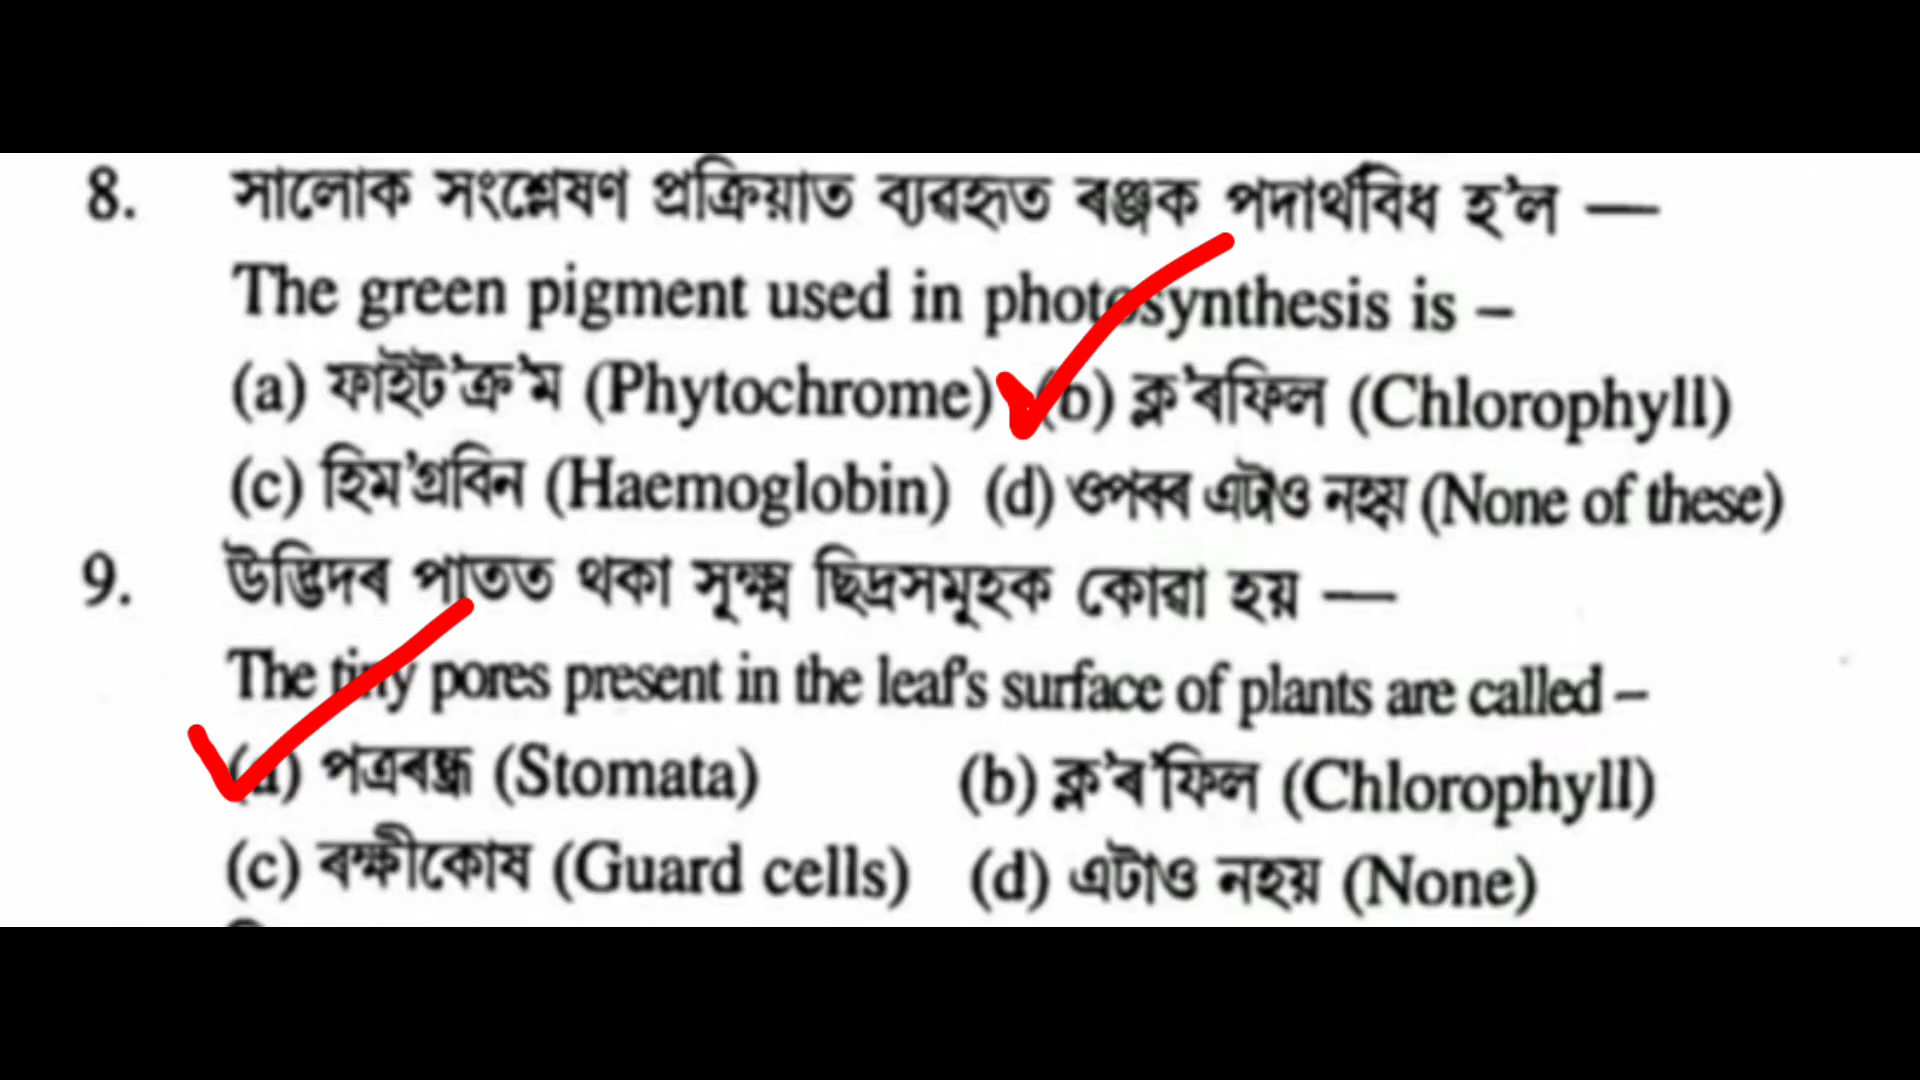 8. সালোক সংশ্লেষণ প্ৰক্ৰিয়াত ব্যৱহৃত ৰঞ্জক পদাৰ্থবিধ হ'ল —
The green pigment used in photosynthesis is –
(a) ফাইট'ক্ৰ'ম (Phytochrome) (b) ক্ল'ৰফিল (Chlorophyll)
(c) হিম'গ্লবিন (Haemoglobin) (d) ওপৰৰ এটাও নহয় (None of these)
9. উদ্ভিদৰ পাতত থকা সূক্ষ্ম ছিদ্ৰসমূহক কোৱা হয় —
The tiny pores present in the leaf's surface of plants are called –
(a) পত্ৰৰন্ধ্ৰ (Stomata) (b) ক্ল'ৰ'ফিল (Chlorophyll)
(c) ৰক্ষীকোষ (Guard cells) (d) এটাও নহয় (None)